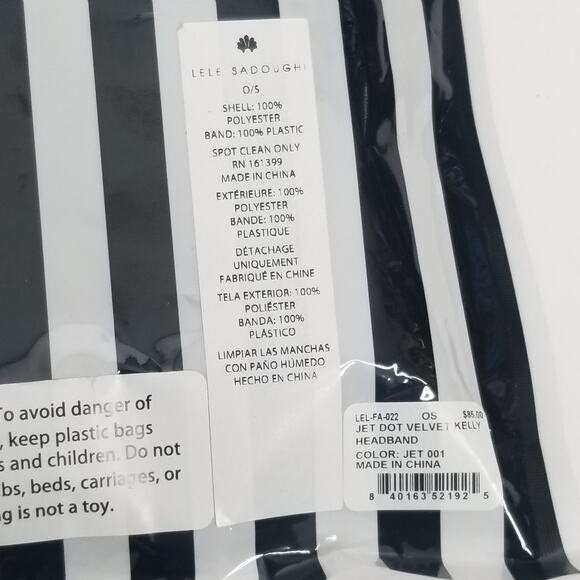 LELE SADOUGHI
O/S
SHELL: 100%
POLYESTER
BAND: 100% PLASTIC
SPOT CLEAN ONLY
RN 161399
MADE IN CHINA
EXTÉRIEURE: 100%
POLYESTER
BANDE: 100%
PLASTIQUE
DÉTACHAGE
UNIQUEMENT
FABRIQUÉ EN CHINE
TELA EXTERIOR: 100%
POLIÉSTER
BANDA: 100%
PLÁSTICO
LIMPIAR LAS MANCHAS
CON PAÑO HÚMEDO
HECHO EN CHINA
To avoid danger of
, keep plastic bags
s and children. Do not
bs, beds, carriages, or
g is not a toy.
LEL-FA-022 OS $85.00
JET DOT VELVET KELLY
HEADBAND
COLOR: JET 001
MADE IN CHINA
8 40163 52192 5